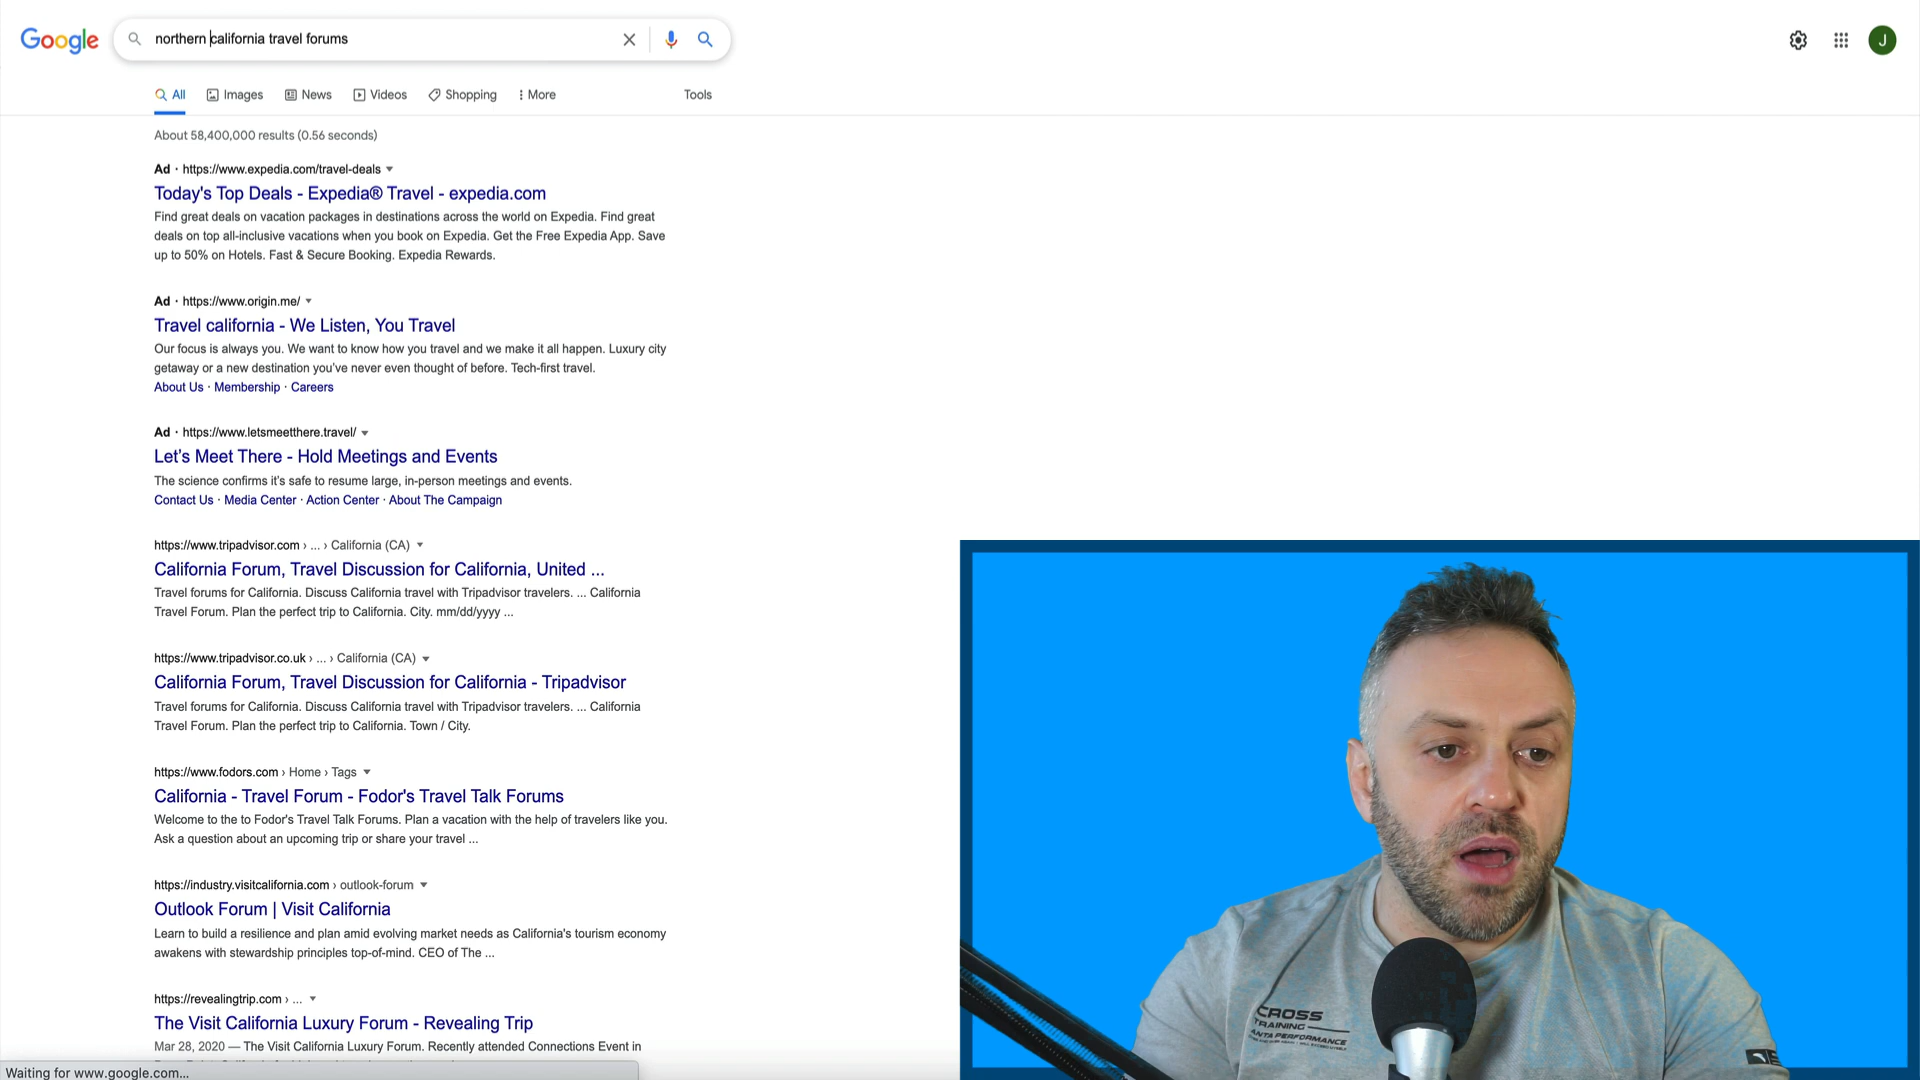 Google
northern california travel forums
J
All
Images
News
Videos
Shopping
More
Tools
About 58,400,000 results (0.56 seconds)
Ad · https://www.expedia.com/travel-deals
Today's Top Deals - Expedia® Travel - expedia.com
Find great deals on vacation packages in destinations across the world on Expedia. Find great
deals on top all-inclusive vacations when you book on Expedia. Get the Free Expedia App. Save
up to 50% on Hotels. Fast & Secure Booking. Expedia Rewards.
Ad · https://www.origin.me/
Travel california - We Listen, You Travel
Our focus is always you. We want to know how you travel and we make it all happen. Luxury city
getaway or a new destination you've never even thought of before. Tech-first travel.
About Us · Membership · Careers
Ad · https://www.letsmeetthere.travel/
Let's Meet There - Hold Meetings and Events
The science confirms it's safe to resume large, in-person meetings and events.
Contact Us · Media Center · Action Center · About The Campaign
https://www.tripadvisor.com › ... › California (CA)
California Forum, Travel Discussion for California, United ...
Travel forums for California. Discuss California travel with Tripadvisor travelers. ... California
Travel Forum. Plan the perfect trip to California. City. mm/dd/yyyy ...
https://www.tripadvisor.co.uk › ... › California (CA)
California Forum, Travel Discussion for California - Tripadvisor
Travel forums for California. Discuss California travel with Tripadvisor travelers. ... California
Travel Forum. Plan the perfect trip to California. Town / City.
https://www.fodors.com › Home › Tags
California - Travel Forum - Fodor's Travel Talk Forums
Welcome to the to Fodor's Travel Talk Forums. Plan a vacation with the help of travelers like you.
Ask a question about an upcoming trip or share your travel ...
https://industry.visitcalifornia.com › outlook-forum
Outlook Forum | Visit California
Learn to build a resilience and plan amid evolving market needs as California's tourism economy
awakens with stewardship principles top-of-mind. CEO of The ...
https://revealingtrip.com › ...
The Visit California Luxury Forum - Revealing Trip
Mar 28, 2020 — The Visit California Luxury Forum. Recently attended Connections Event in
Waiting for www.google.com...
CROSS
TRAINING
ANTA PERFORMANCE